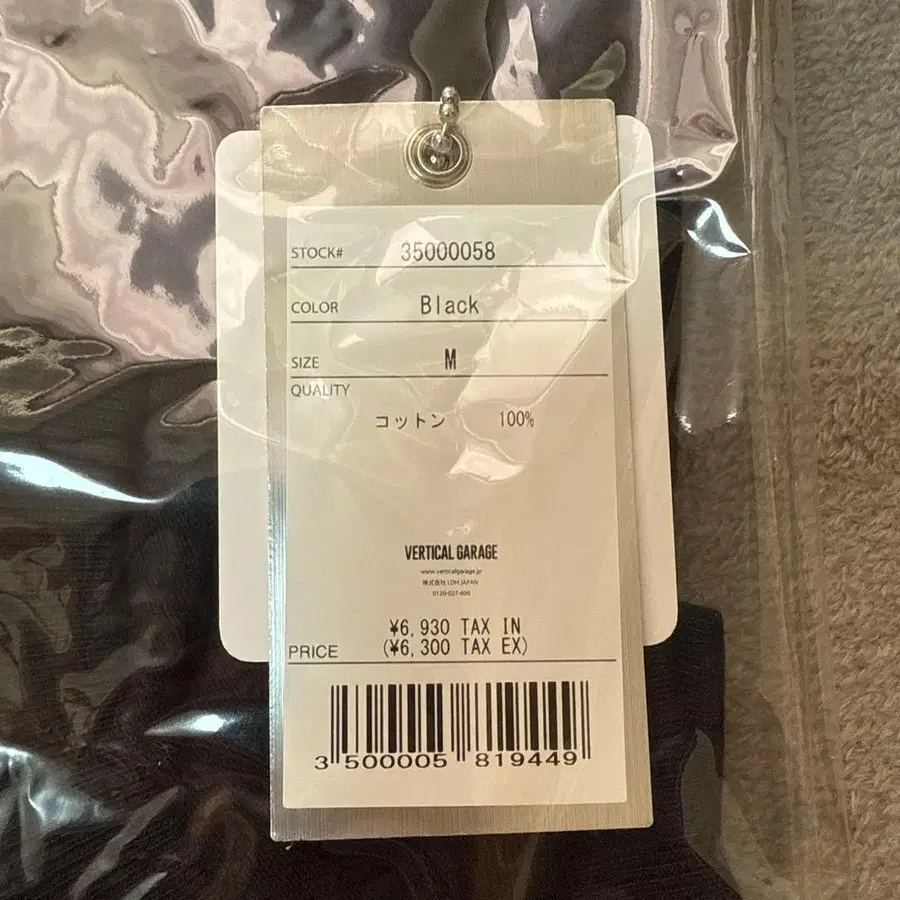 STOCK# 35000058
COLOR Black
SIZE M
QUALITY
コットン 100%
VERTICAL GARAGE
www.verticalgarage.jp
株式会社 LDH JAPAN
0120-027-600
¥6,930 TAX IN
PRICE (¥6,300 TAX EX)
3 500005 819449